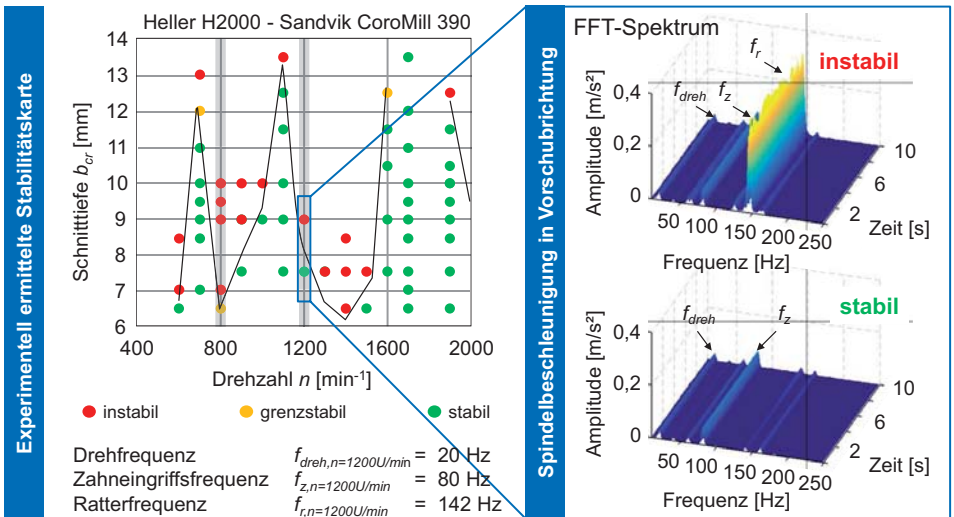 Experimentell ermittelte Stabilitätskarte
Heller H2000 - Sandvik CoroMill 390
Schnitttiefe b_cr [mm]
14
13
12
11
10
9
8
7
6
400 800 1200 1600 2000
Drehzahl n [min⁻¹]
instabil grenzstabil stabil
Drehfrequenz f_dreh,n=1200U/min = 20 Hz
Zahneingriffsfrequenz f_z,n=1200U/min = 80 Hz
Ratterfrequenz f_r,n=1200U/min = 142 Hz
Spindelbeschleunigung in Vorschubrichtung
FFT-Spektrum
instabil
f_r
f_dreh f_z
Amplitude [m/s²]
0,4
0,2
0
50 100 150 200 250
Frequenz [Hz]
2 6 10
Zeit [s]
stabil
f_dreh f_z
Amplitude [m/s²]
0,4
0,2
0
50 100 150 200 250
Frequenz [Hz]
2 6 10
Zeit [s]